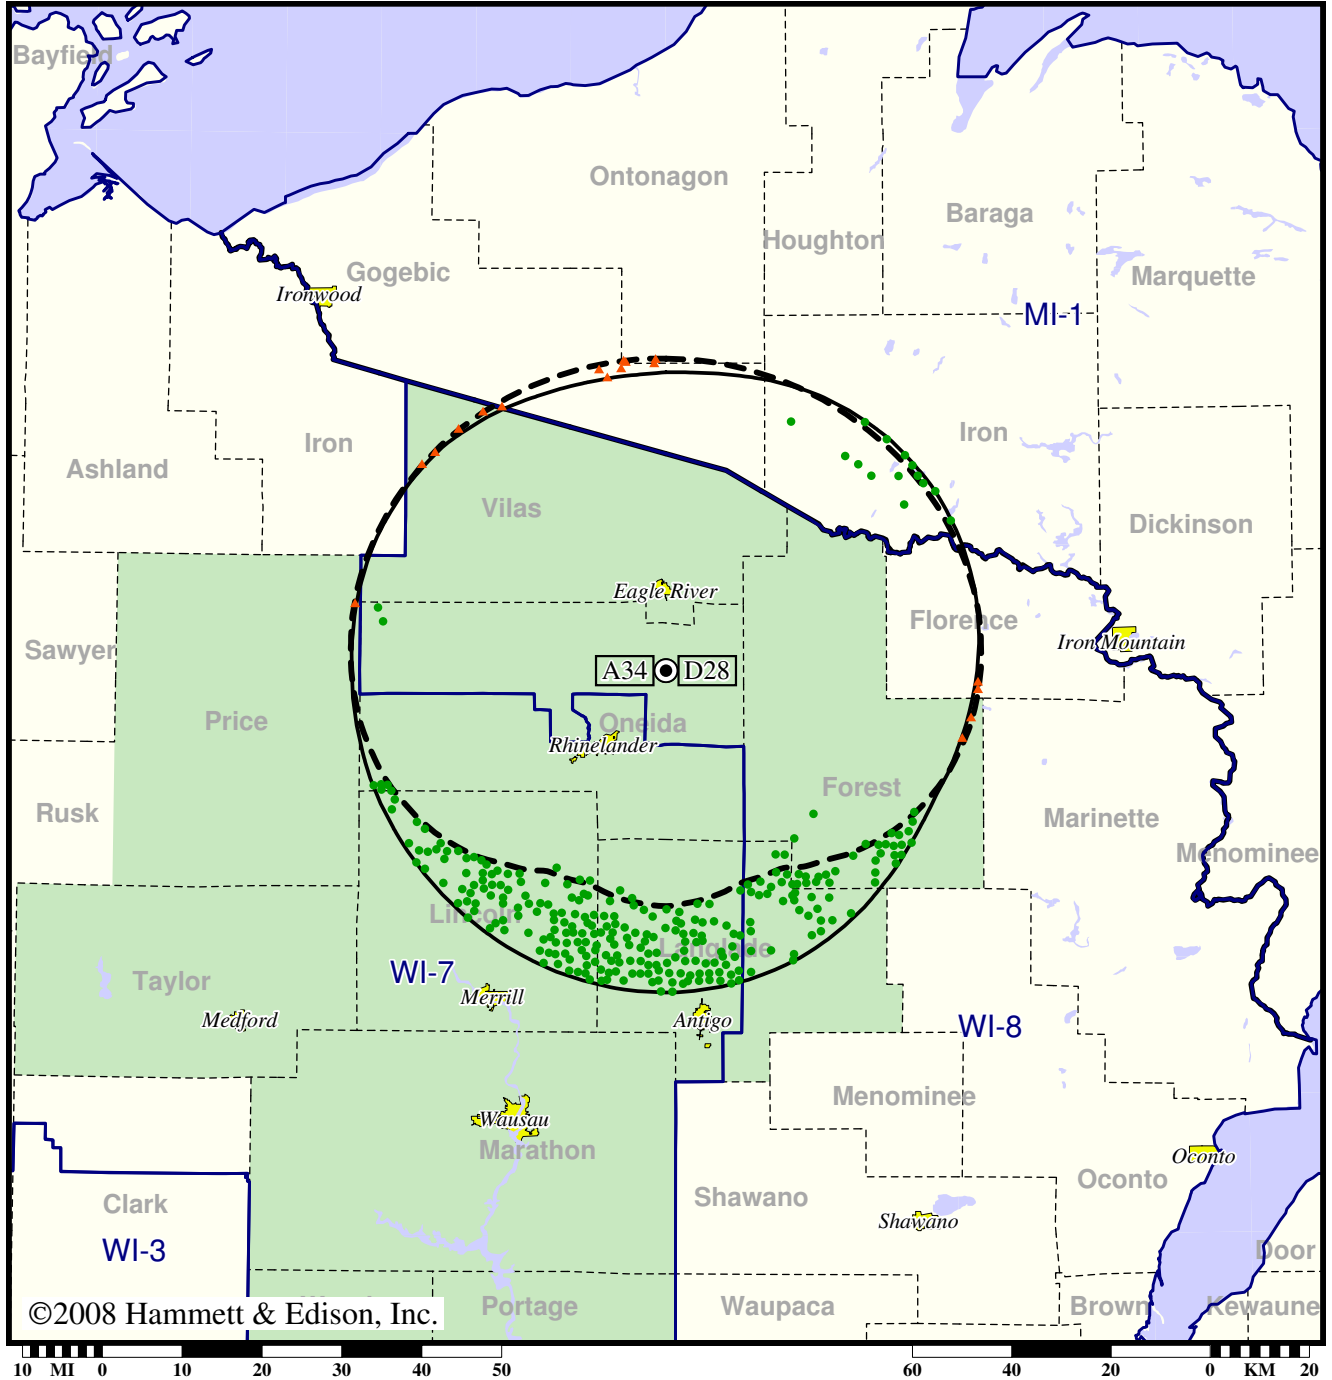 Bayfield
Ontonagon
Houghton
Baraga
Marquette
Gogebic
Ironwood
MI-1
Iron
Iron
Ashland
Vilas
Dickinson
Eagle River
Florence
Iron Mountain
Sawyer
A34
D28
Price
Oneida
Rhinelander
Forest
Rusk
Marinette
Menominee
Lincoln
Langlade
WI-7
Taylor
Merrill
Medford
Antigo
WI-8
Menominee
Wausau
Marathon
Oconto
Oconto
Shawano
Clark
Shawano
WI-3
Door
©2008 Hammett & Edison, Inc.
Portage
Waupaca
Brown
Kewaune
10 MI 0 10 20 30 40 50
60 40 20 0 KM 20